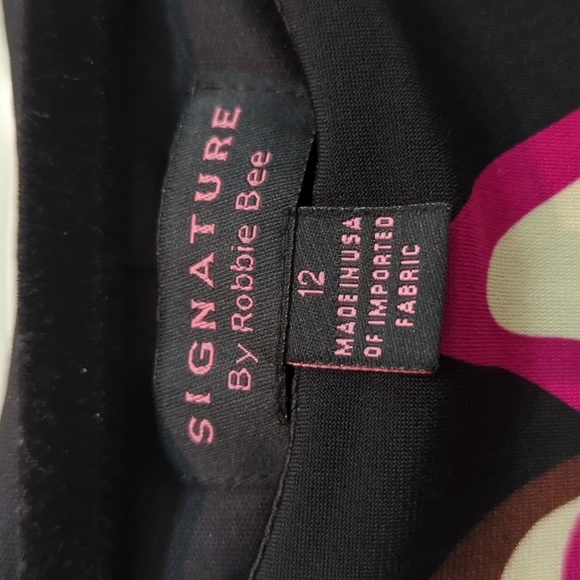 SIGNATURE
By Robbie Bee
12
MADE IN USA
OF IMPORTED
FABRIC